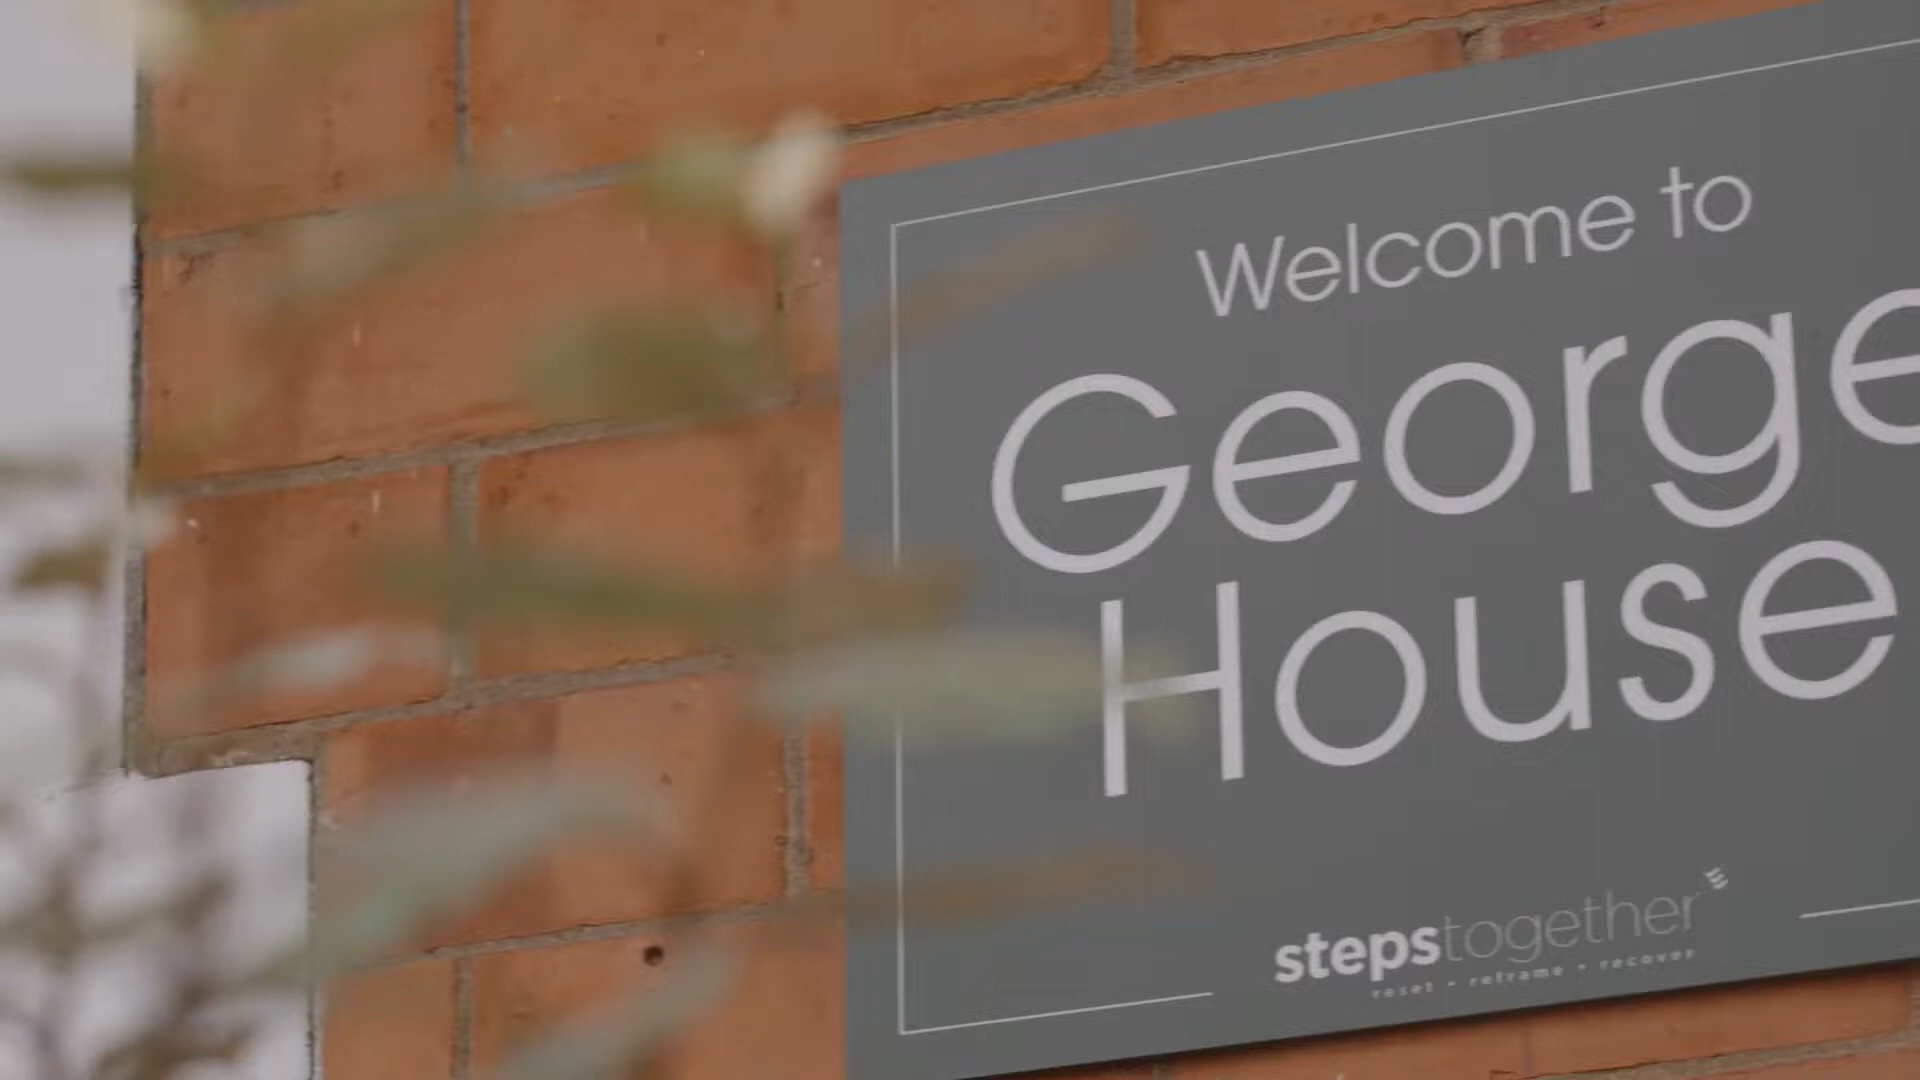 Welcome to
George
House
stepstogether
reset • reframe • recover